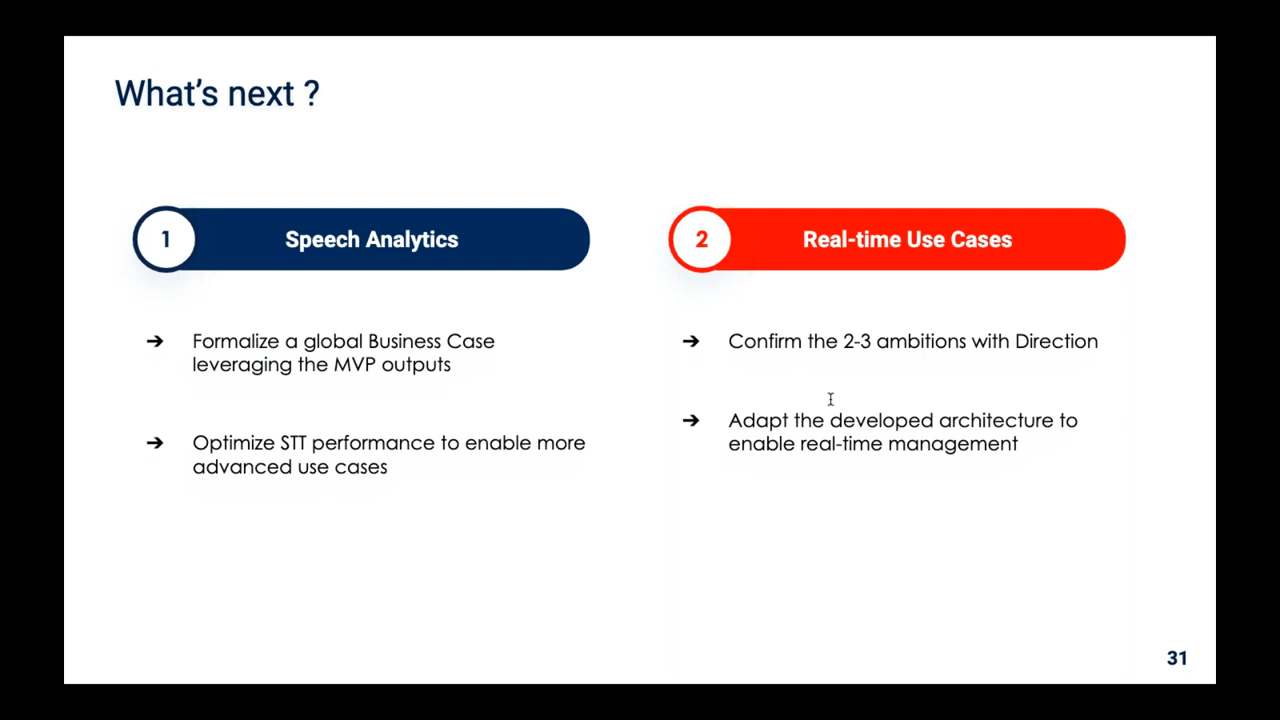 What's next ?
1
Speech Analytics
➔ Formalize a global Business Case
leveraging the MVP outputs
➔ Optimize STT performance to enable more
advanced use cases
2
Real-time Use Cases
➔ Confirm the 2-3 ambitions with Direction
➔ Adapt the developed architecture to
enable real-time management
31